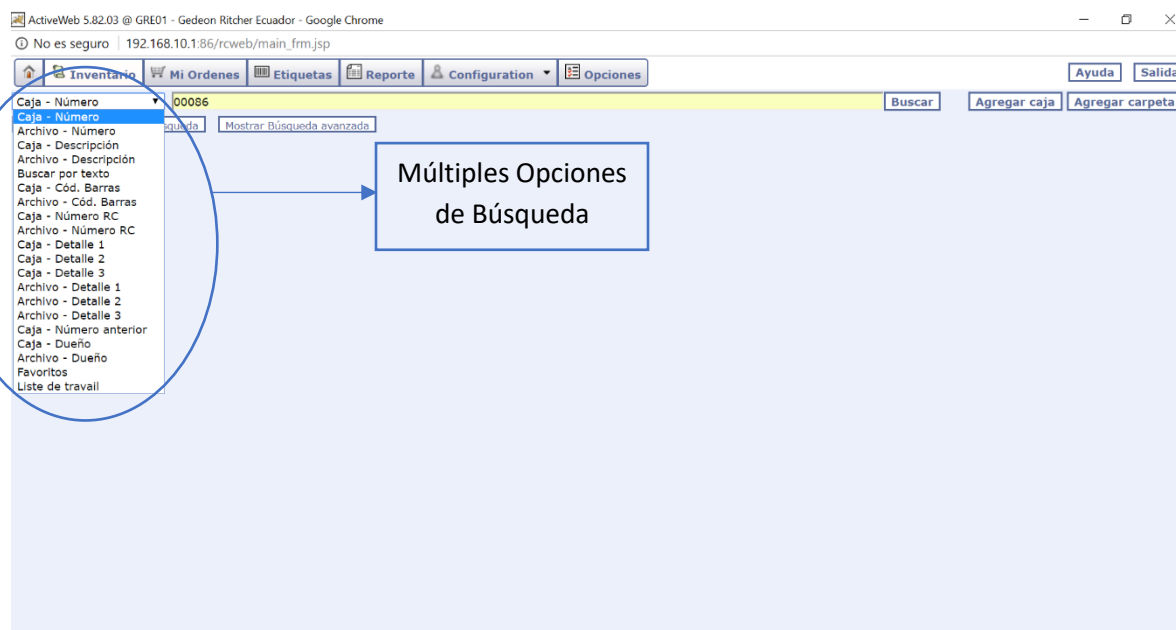 ActiveWeb 5.82.03 @ GRE01 - Gedeon Ritcher Ecuador - Google Chrome
No es seguro 192.168.10.1:86/rcweb/main_frm.jsp
Inventario Mi Ordenes Etiquetas Reporte Configuration Opciones Ayuda Salida
Caja - Número 00086 Buscar Agregar caja Agregar carpeta
Caja - Número
Mostrar Búsqueda avanzada
Archivo - Número
Caja - Descripción
Archivo - Descripción
Buscar por texto
Caja - Cód. Barras
Archivo - Cód. Barras
Caja - Número RC
Archivo - Número RC
Caja - Detalle 1
Caja - Detalle 2
Caja - Detalle 3
Archivo - Detalle 1
Archivo - Detalle 2
Archivo - Detalle 3
Caja - Número anterior
Caja - Dueño
Archivo - Dueño
Favoritos
Liste de travail
Múltiples Opciones
de Búsqueda